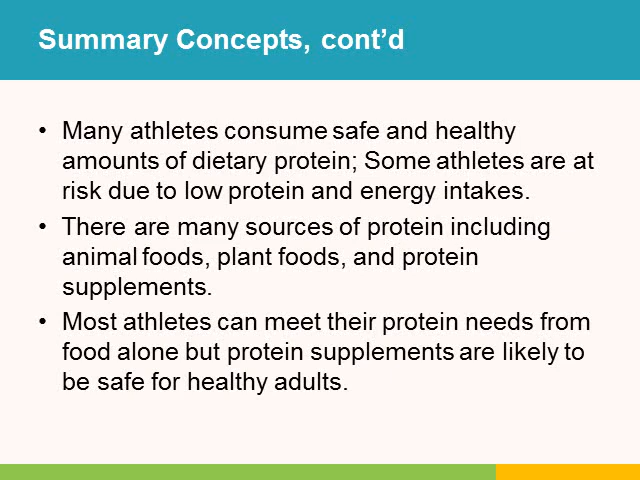 Summary Concepts, cont’d
• Many athletes consume safe and healthy
amounts of dietary protein; Some athletes are at
risk due to low protein and energy intakes.
• There are many sources of protein including
animal foods, plant foods, and protein
supplements.
• Most athletes can meet their protein needs from
food alone but protein supplements are likely to
be safe for healthy adults.